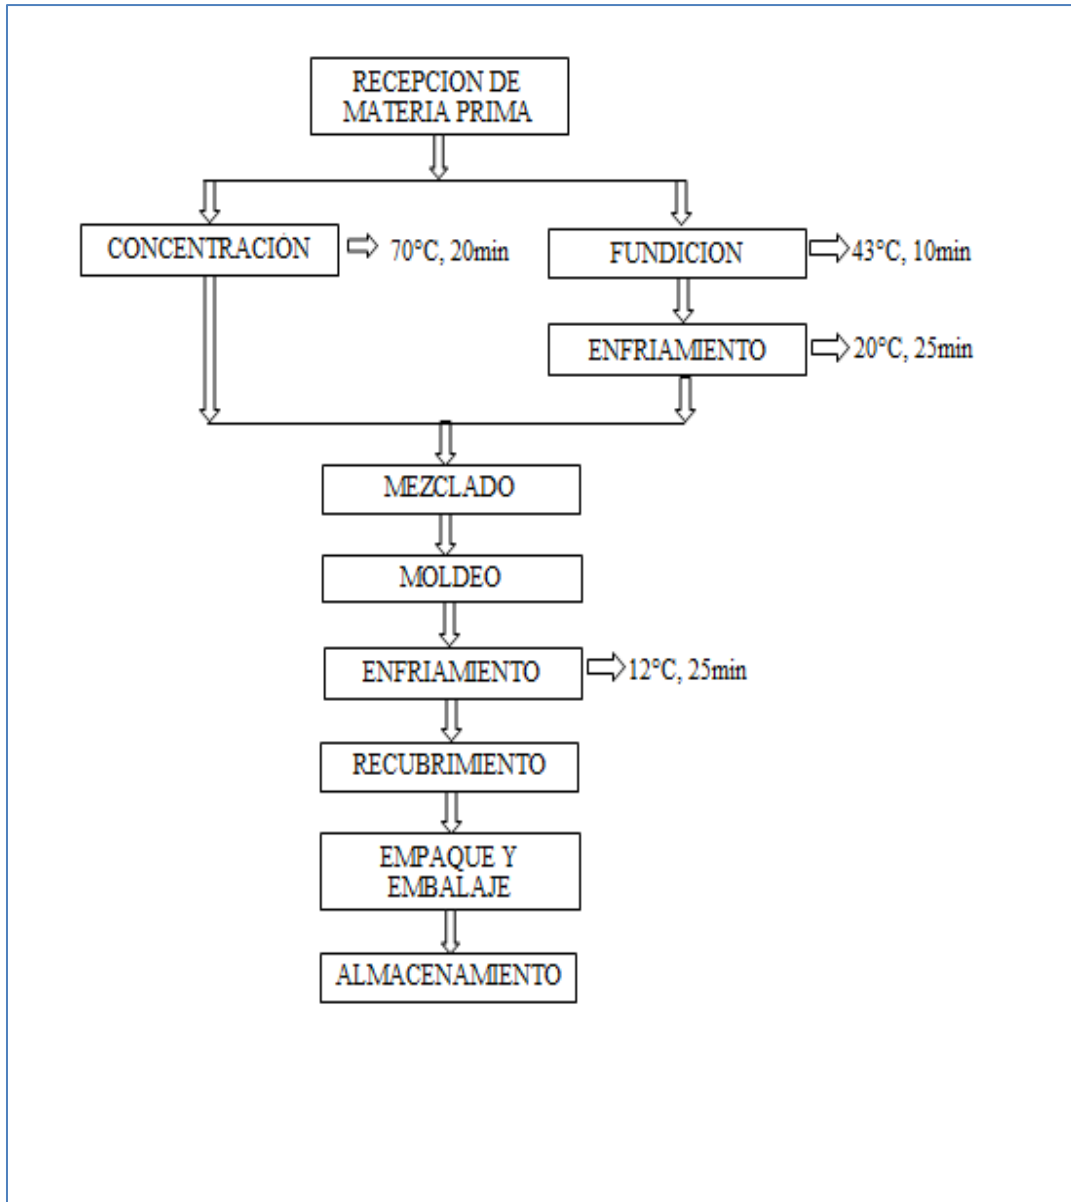 RECEPCION DE
MATERIA PRIMA
CONCENTRACIÓN
70°C, 20min
FUNDICION
43°C, 10min
ENFRIAMIENTO
20°C, 25min
MEZCLADO
MOLDEO
ENFRIAMIENTO
12°C, 25min
RECUBRIMIENTO
EMPAQUE Y
EMBALAJE
ALMACENAMIENTO